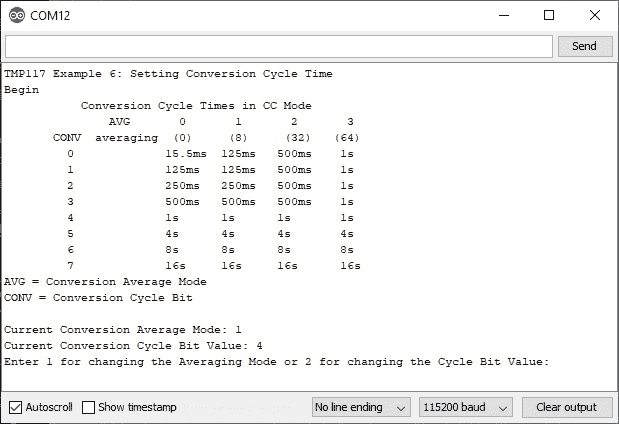 COM12
Send
TMP117 Example 6: Setting Conversion Cycle Time
Begin
Conversion Cycle Times in CC Mode
AVG 0 1 2 3
CONV averaging (0) (8) (32) (64)
0 15.5ms 125ms 500ms 1s
1 125ms 125ms 500ms 1s
2 250ms 250ms 500ms 1s
3 500ms 500ms 500ms 1s
4 1s 1s 1s 1s
5 4s 4s 4s 4s
6 8s 8s 8s 8s
7 16s 16s 16s 16s
AVG = Conversion Average Mode
CONV = Conversion Cycle Bit
Current Conversion Average Mode: 1
Current Conversion Cycle Bit Value: 4
Enter 1 for changing the Averaging Mode or 2 for changing the Cycle Bit Value:
Autoscroll Show timestamp No line ending 115200 baud Clear output